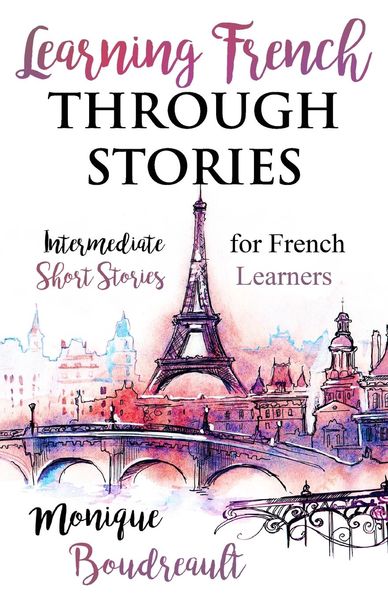 Learning French
THROUGH
STORIES
Intermediate for French
Short Stories Learners
Monique
Boudreault